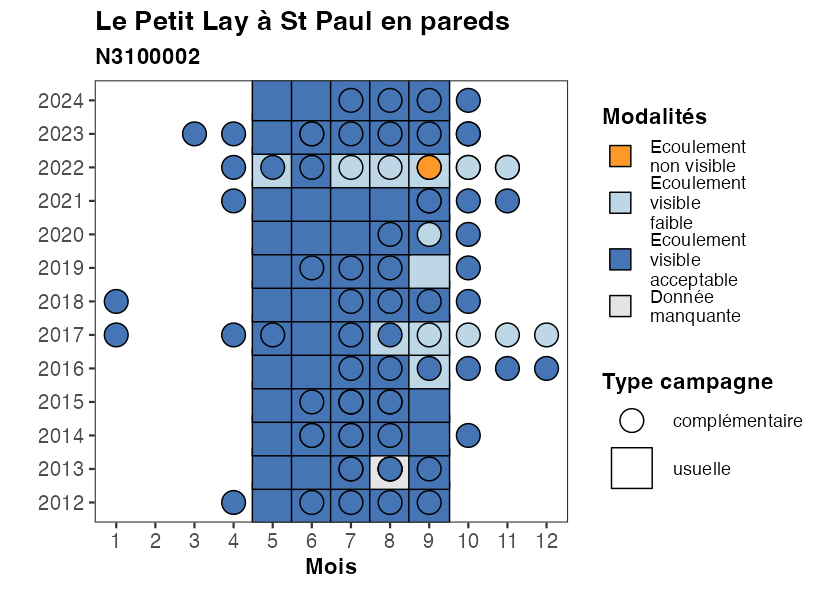 Le Petit Lay à St Paul en pareds
N3100002
2024
2023
2022
2021
2020
2019
2018
2017
2016
2015
2014
2013
2012
1 2 3 4 5 6 7 8 9 10 11 12
Mois
Modalités
Ecoulement
non visible
Ecoulement
visible
faible
Ecoulement
visible
acceptable
Donnée
manquante
Type campagne
complémentaire
usuelle